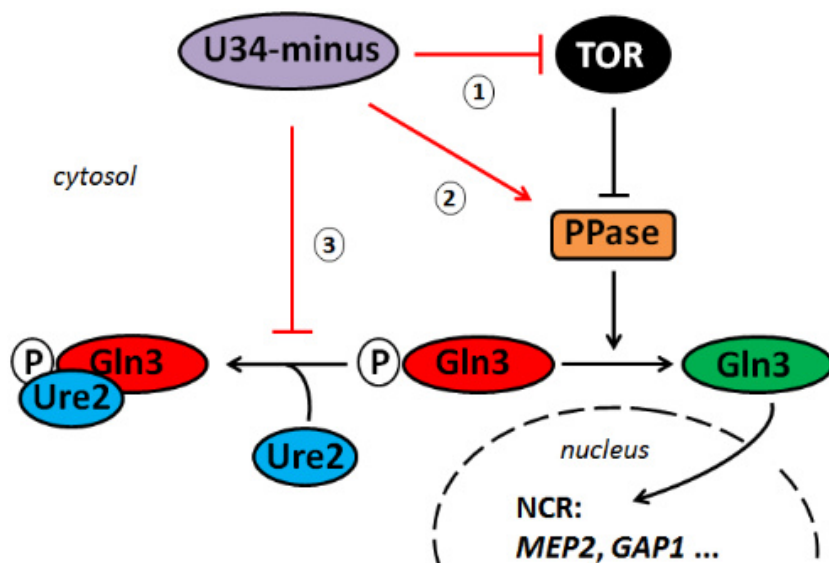 U34-minus
TOR
1
cytosol
2
PPase
3
P
Gln3
Ure2
P
Gln3
Gln3
Ure2
nucleus
NCR:
MEP2, GAP1 ...